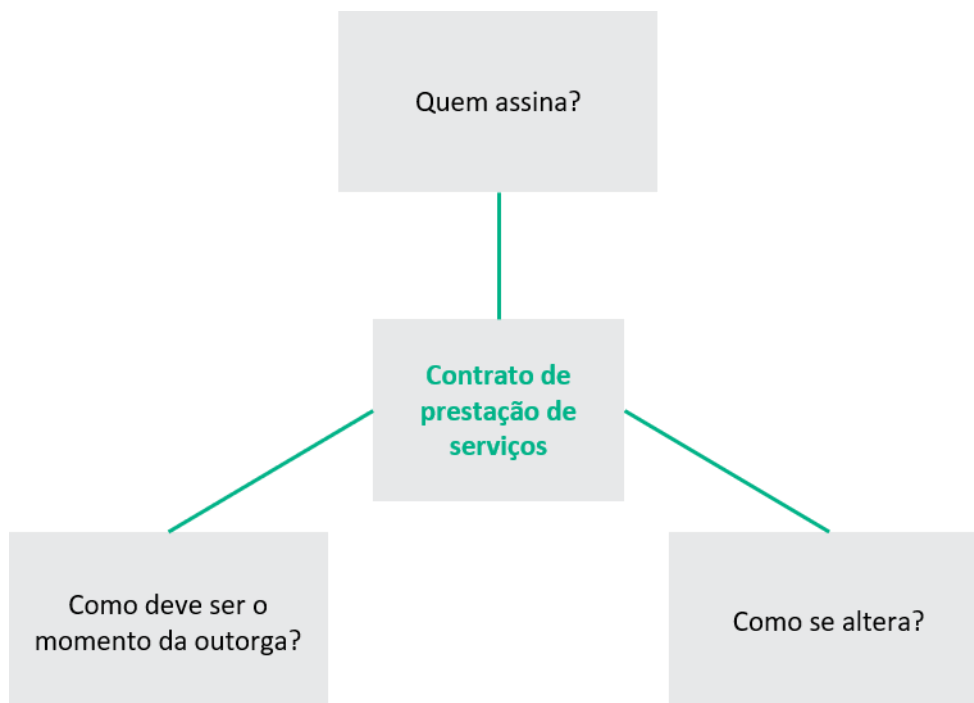 Quem assina?
Contrato de
prestação de
serviços
Como deve ser o
momento da outorga?
Como se altera?